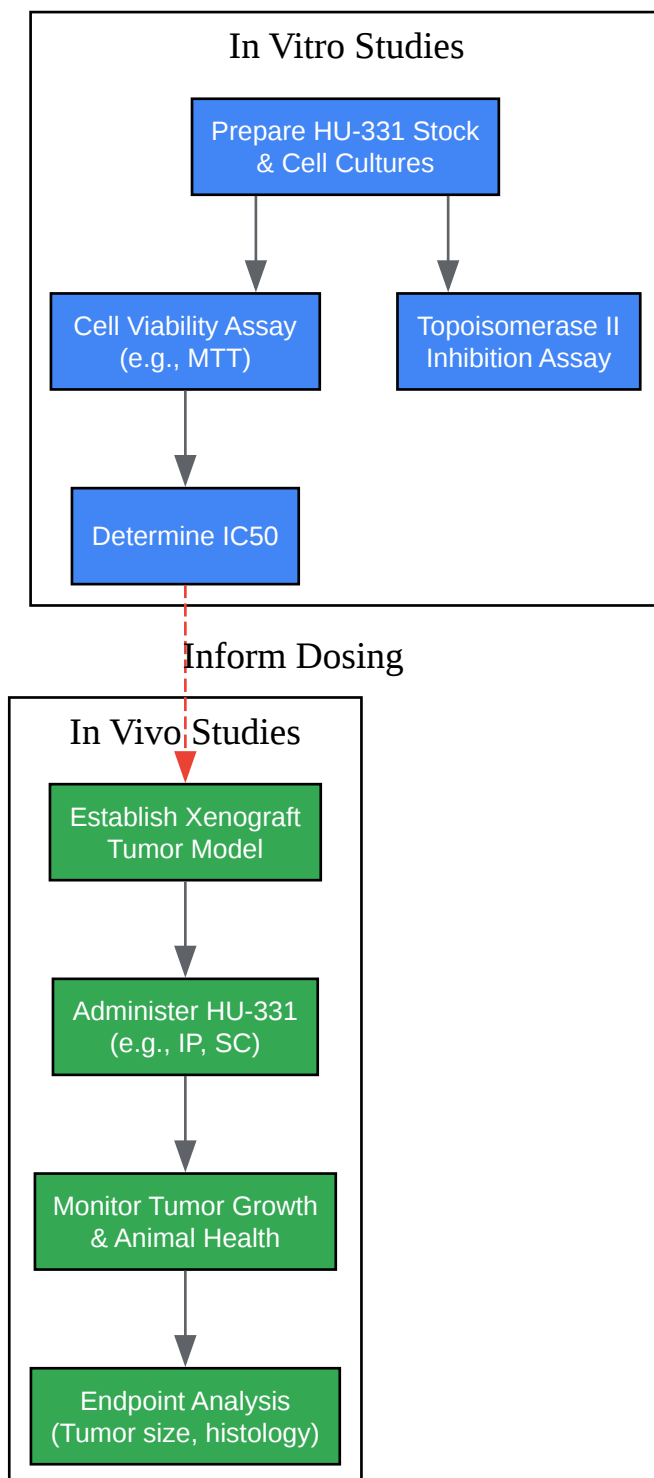 In Vitro Studies
Prepare HU-331 Stock
& Cell Cultures
Cell Viability Assay
(e.g., MTT)
Topoisomerase II
Inhibition Assay
Determine IC50
Inform Dosing
In Vivo Studies
Establish Xenograft
Tumor Model
Administer HU-331
(e.g., IP, SC)
Monitor Tumor Growth
& Animal Health
Endpoint Analysis
(Tumor size, histology)